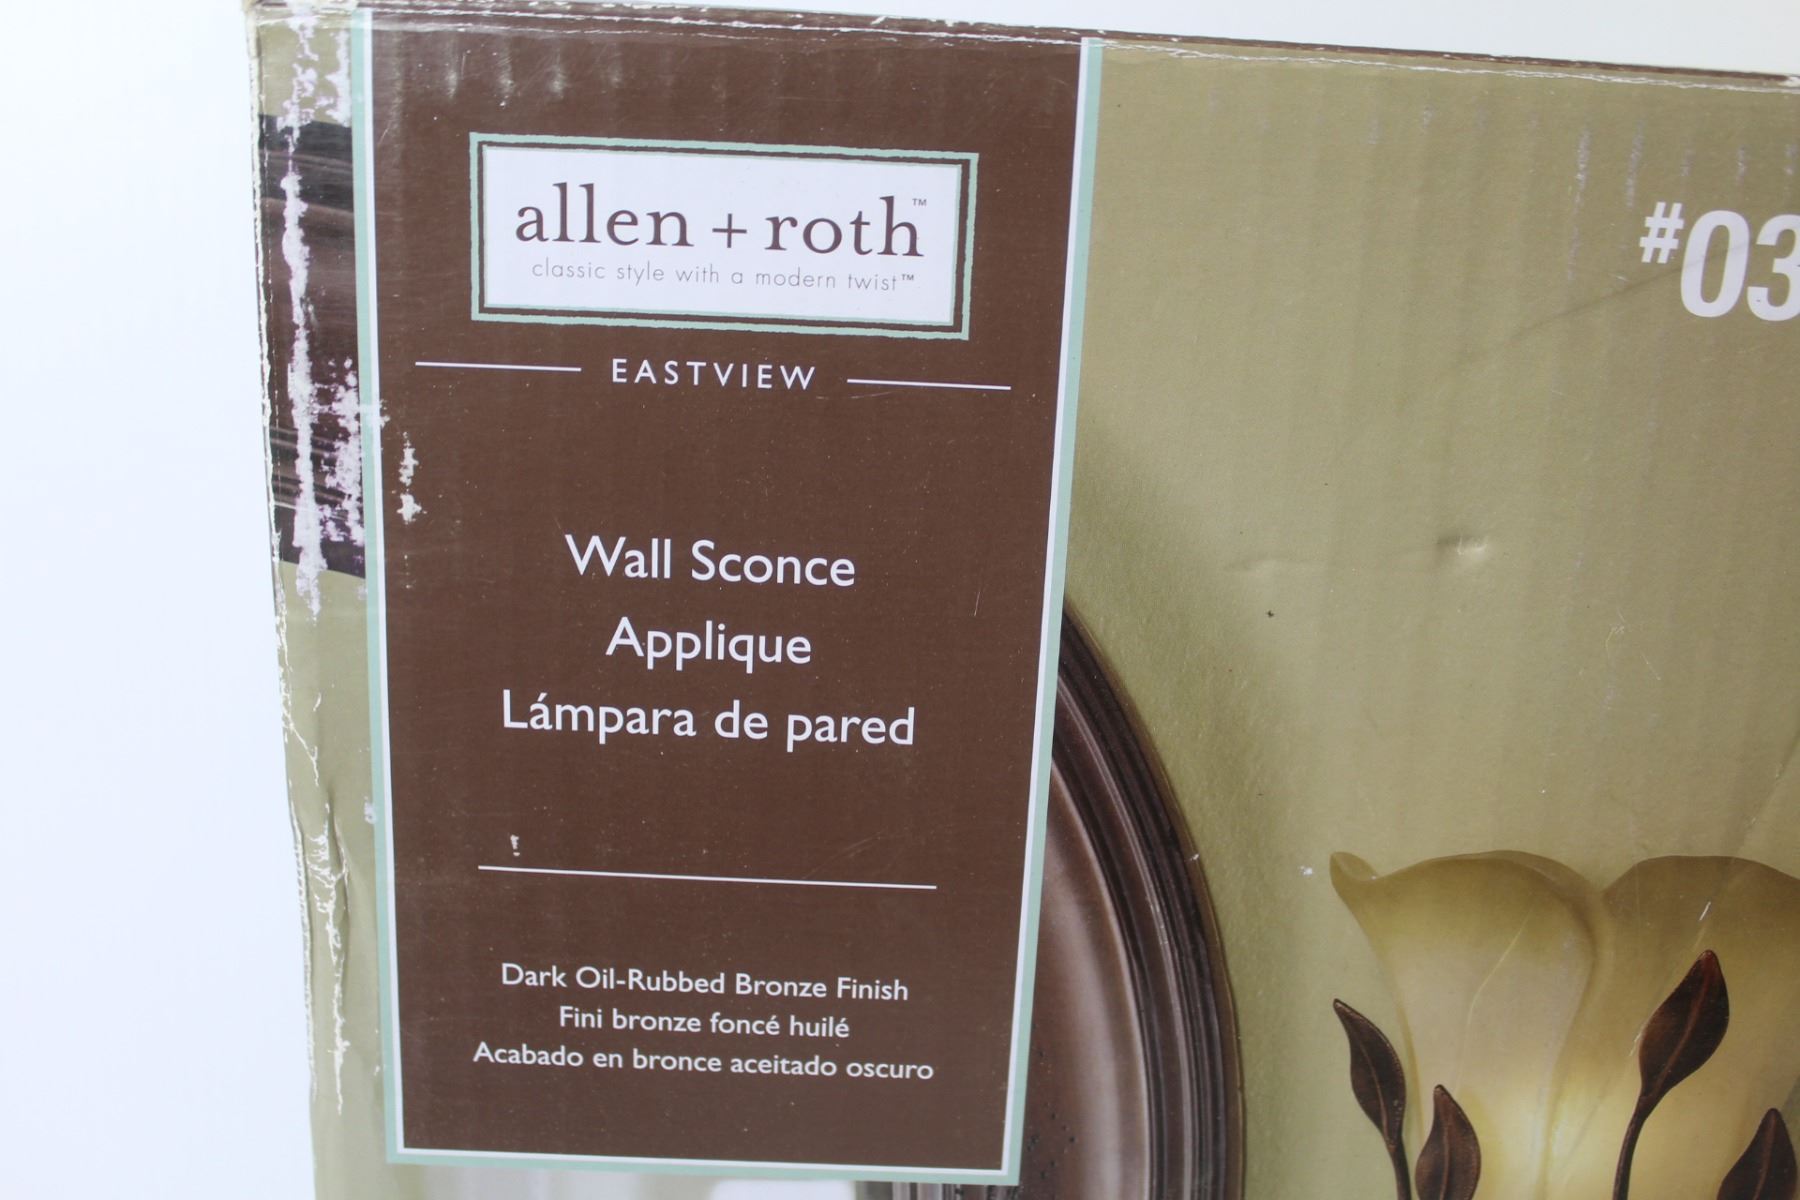 allen + roth™
classic style with a modern twist™
EASTVIEW
Wall Sconce
Applique
Lámpara de pared
Dark Oil-Rubbed Bronze Finish
Fini bronze foncé huilé
Acabado en bronce aceitado oscuro
#03